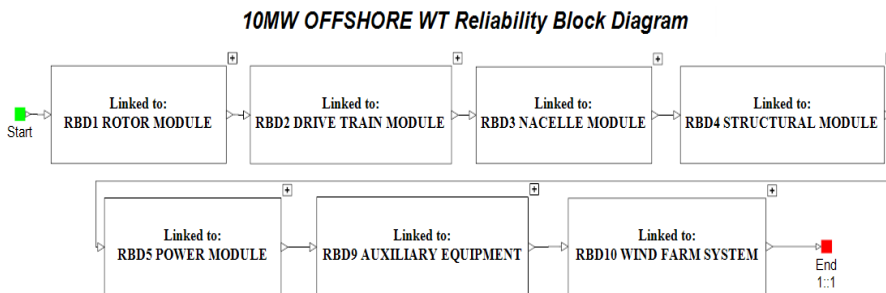 10MW OFFSHORE WT Reliability Block Diagram
Start
Linked to:
RBD1 ROTOR MODULE
Linked to:
RBD2 DRIVE TRAIN MODULE
Linked to:
RBD3 NACELLE MODULE
Linked to:
RBD4 STRUCTURAL MODULE
Linked to:
RBD5 POWER MODULE
Linked to:
RBD9 AUXILIARY EQUIPMENT
Linked to:
RBD10 WIND FARM SYSTEM
End
1::1